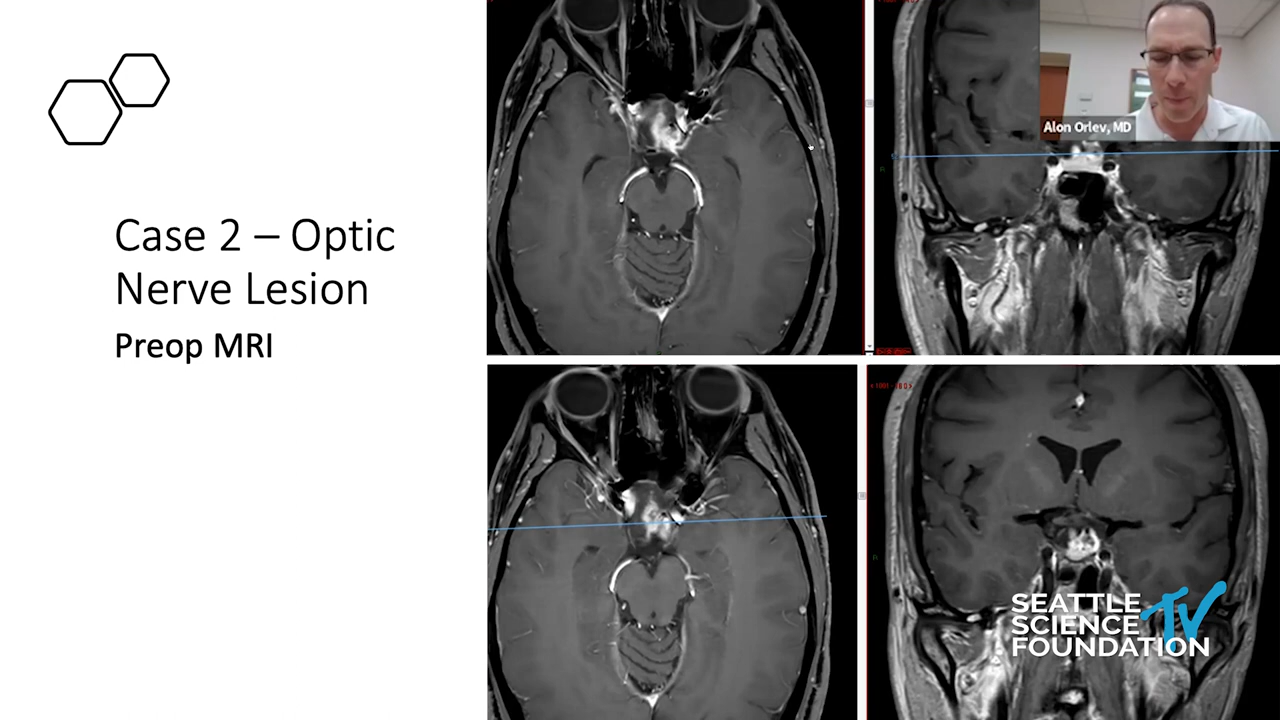 Case 2 – Optic
Nerve Lesion
Preop MRI
Alon Orlev, MD
SEATTLE
SCIENCE
FOUNDATION
TV